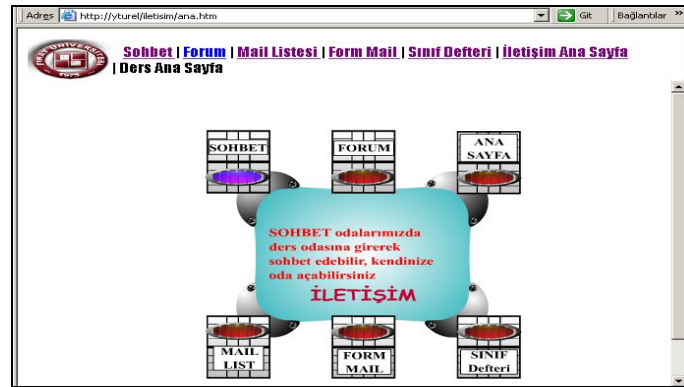 Adres http://yturel/iletisim/ana.htm Git Bağlantılar »
Sohbet | Forum | Mail Listesi | Form Mail | Sınıf Defteri | İletişim Ana Sayfa
| Ders Ana Sayfa
SOHBET
FORUM
ANA
SAYFA
SOHBET odalarımızda
ders odasına girerek
sohbet edebilir, kendinize
oda açabilirsiniz
İLETİŞİM
MAIL
LIST
FORM
MAIL
SINIF
Defteri